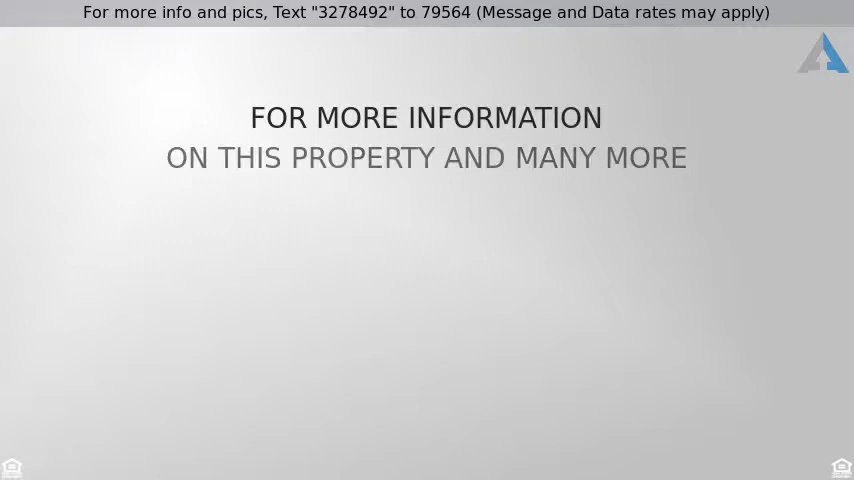 For more info and pics, Text "3278492" to 79564 (Message and Data rates may apply)
FOR MORE INFORMATION
ON THIS PROPERTY AND MANY MORE